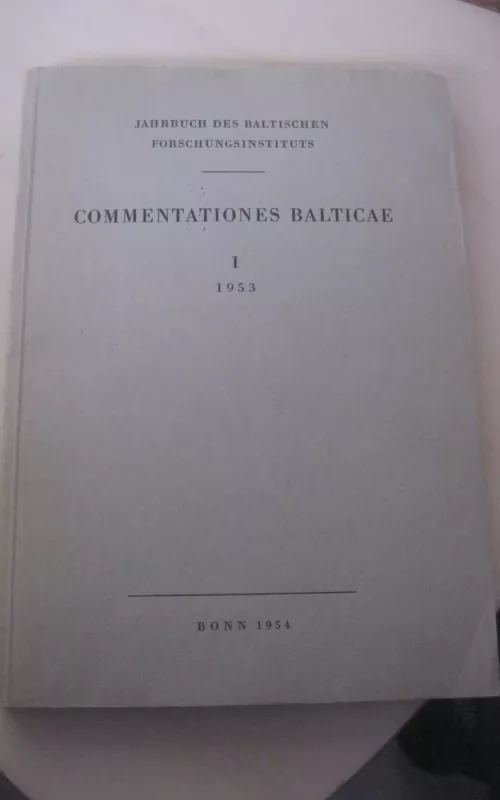 JAHRBUCH DES BALTISCHEN
FORSCHUNGSINSTITUTS
COMMENTATIONES BALTICAE
I
1953
BONN 1954